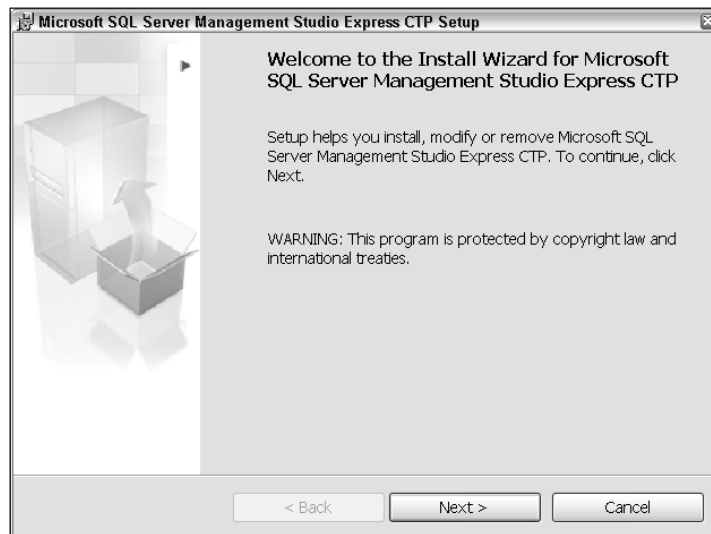 Microsoft SQL Server Management Studio Express CTP Setup
Welcome to the Install Wizard for Microsoft
SQL Server Management Studio Express CTP
Setup helps you install, modify or remove Microsoft SQL
Server Management Studio Express CTP. To continue, click
Next.
WARNING: This program is protected by copyright law and
international treaties.
< Back
Next >
Cancel